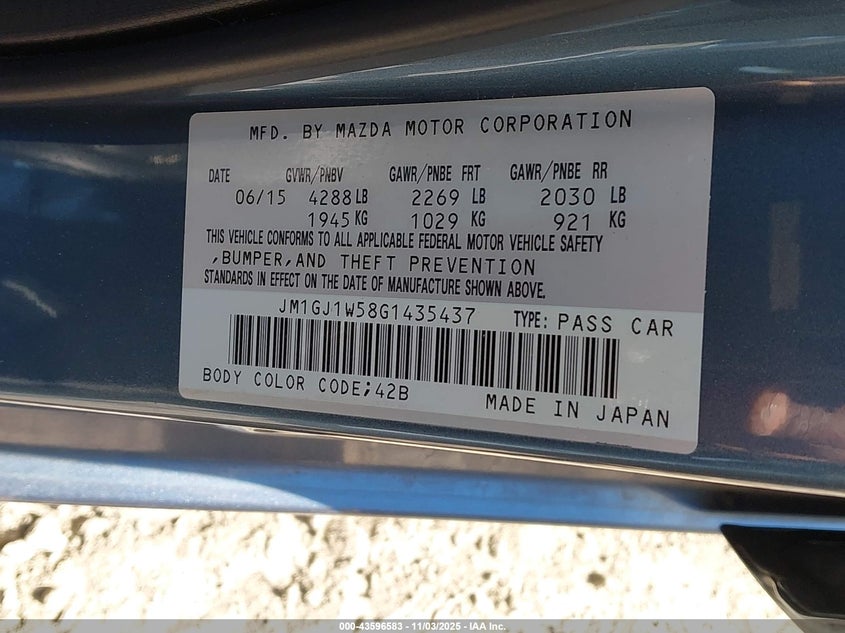 MFD. BY MAZDA MOTOR CORPORATION
DATE GVWR/PNBV GAWR/PNBE FRT GAWR/PNBE RR
06/15 4288 LB 2269 LB 2030 LB
1945 KG 1029 KG 921 KG
THIS VEHICLE CONFORMS TO ALL APPLICABLE FEDERAL MOTOR VEHICLE SAFETY
,BUMPER,AND THEFT PREVENTION
STANDARDS IN EFFECT ON THE DATE OF MANUFACTURE SHOWN ABOVE.
JM1GJ1W58G1435437 TYPE: PASS CAR
BODY COLOR CODE;42B MADE IN JAPAN
000-43596583 - 11/03/2025 - IAA Inc.